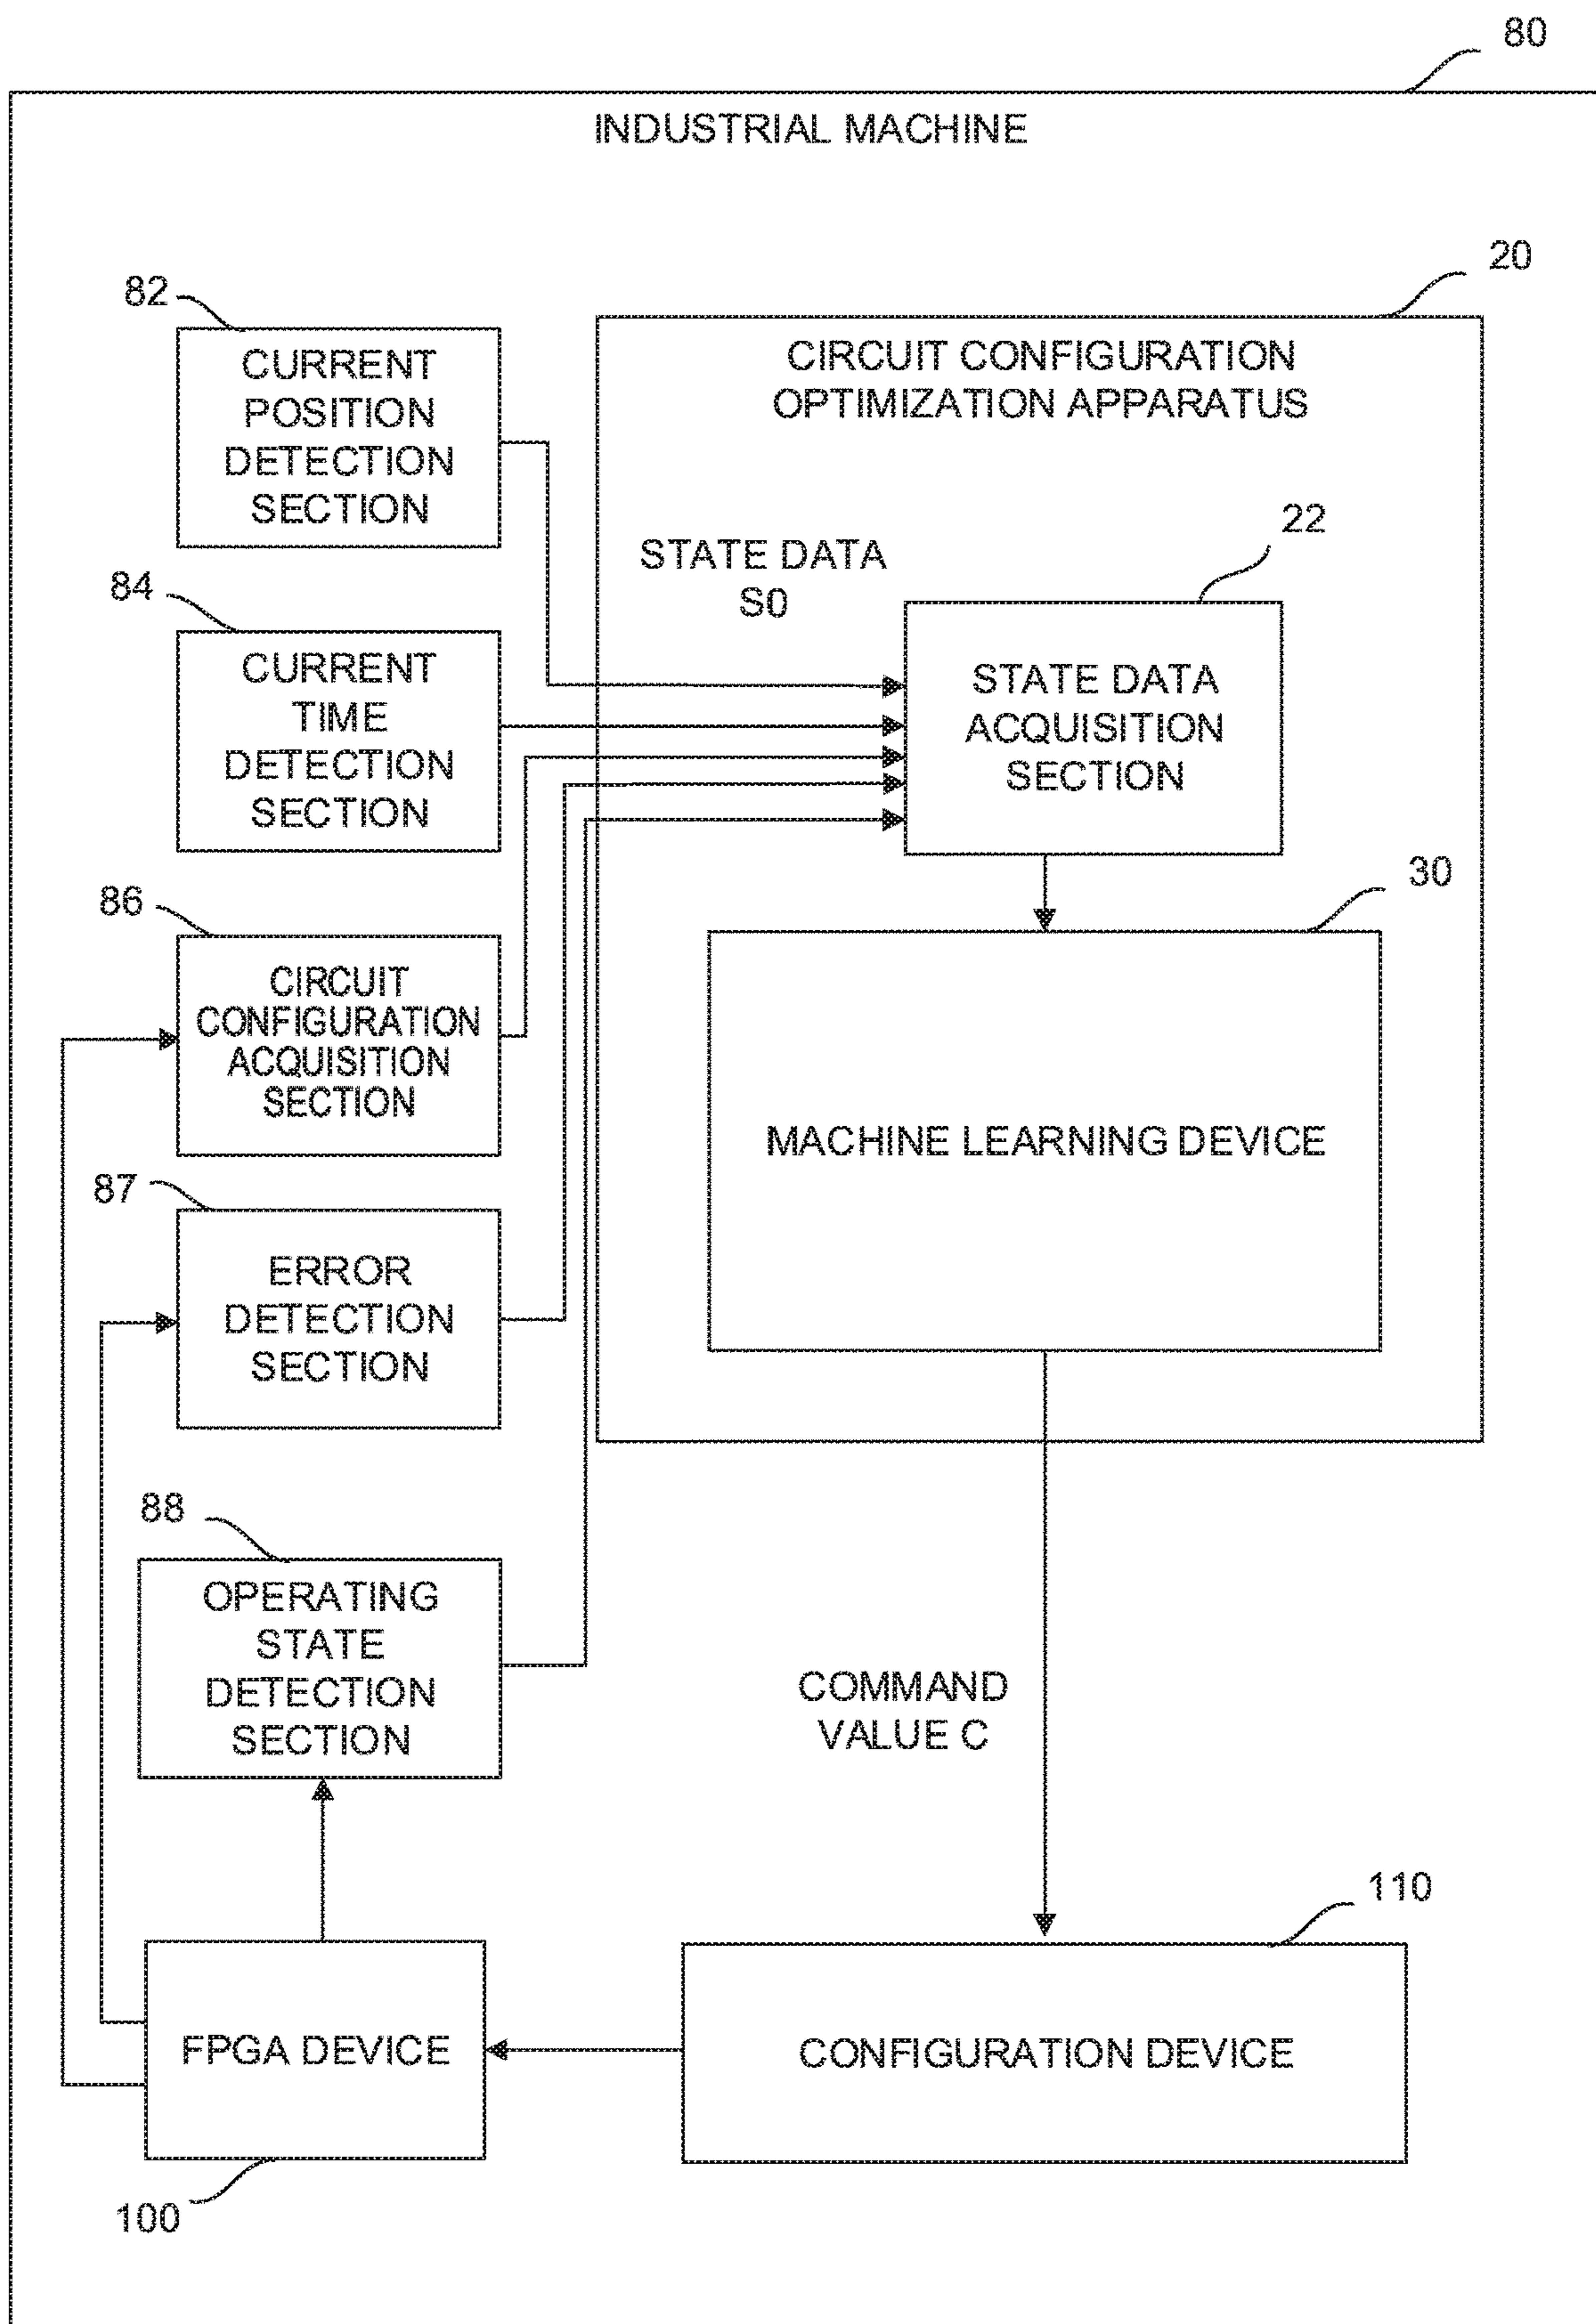 80
INDUSTRIAL MACHINE
20
82
CURRENT
POSITION
DETECTION
SECTION
CIRCUIT CONFIGURATION
OPTIMIZATION APPARATUS
22
STATE DATA
S0
84
CURRENT
TIME
DETECTION
SECTION
STATE DATA
ACQUISITION
SECTION
30
86
CIRCUIT
CONFIGURATION
ACQUISITION
SECTION
MACHINE LEARNING DEVICE
87
ERROR
DETECTION
SECTION
88
OPERATING
STATE
DETECTION
SECTION
COMMAND
VALUE C
110
FPGA DEVICE
CONFIGURATION DEVICE
100